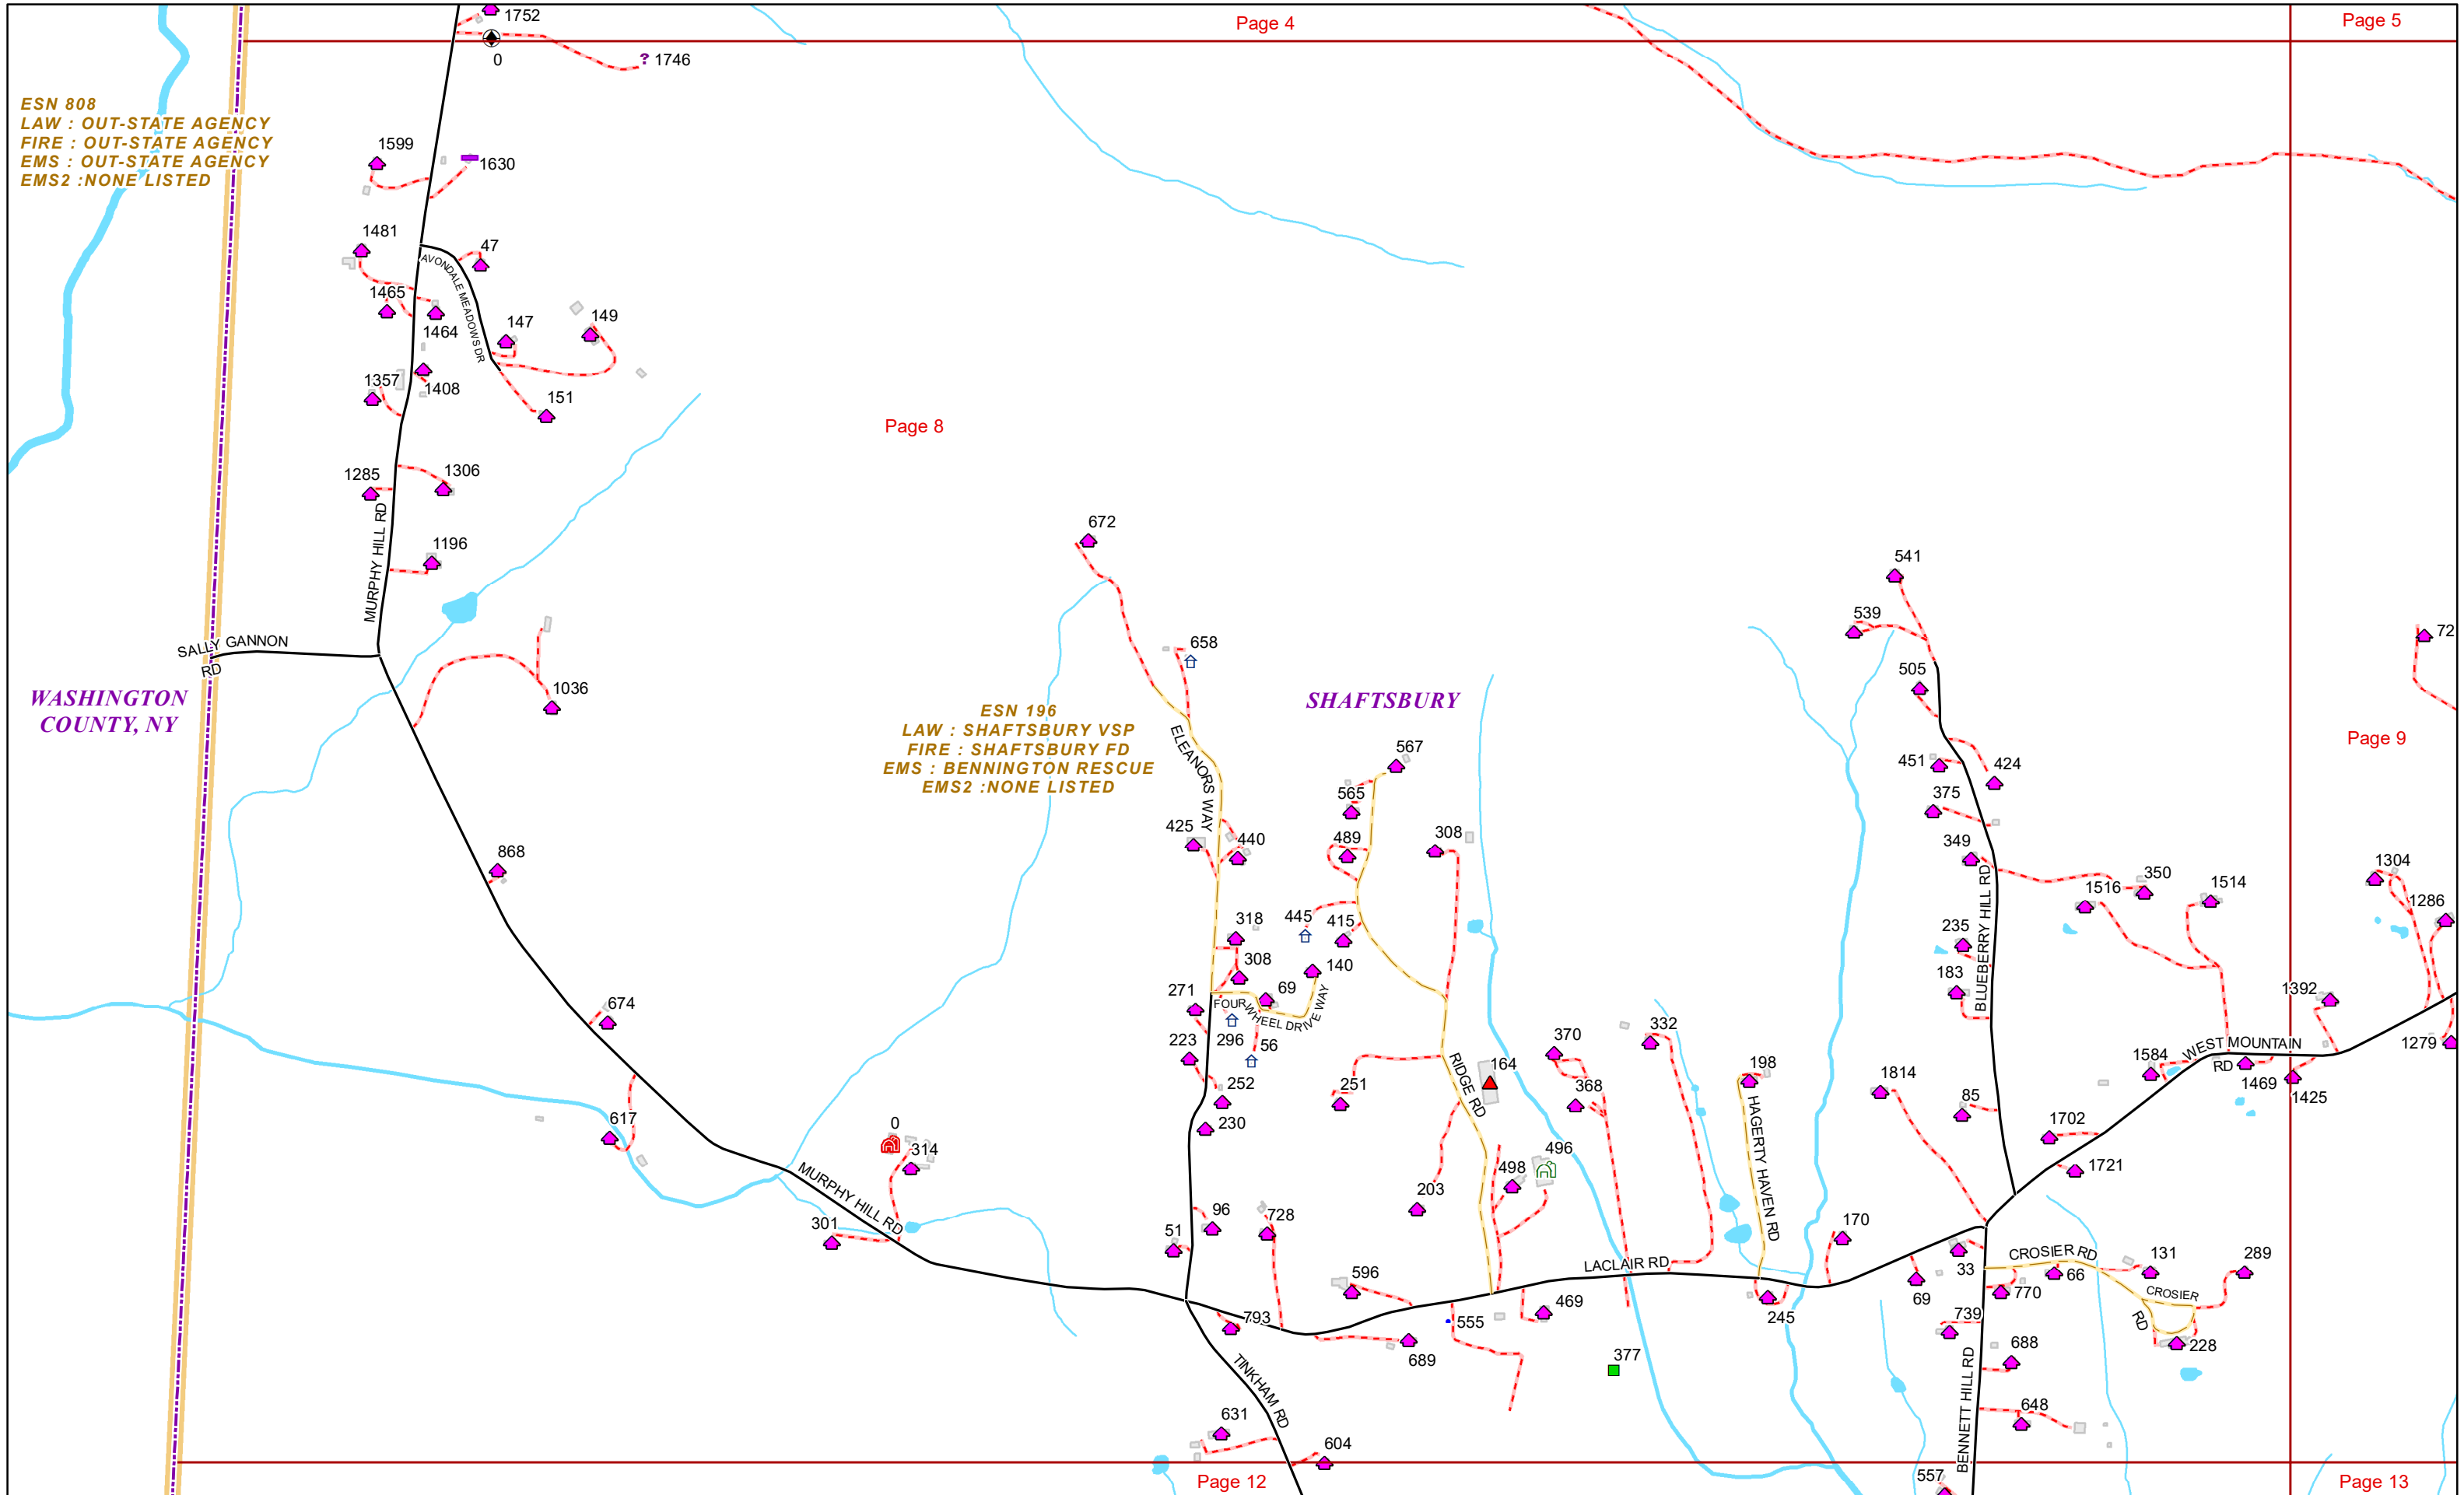 Page 4
Page 5
1752
0
? 1746
ESN 808
LAW : OUT-STATE AGENCY
FIRE : OUT-STATE AGENCY
EMS : OUT-STATE AGENCY
EMS2 :NONE LISTED
1599
1630
1481
47
AVONDALE MEADOWS DR
1465
1464
147
149
1357
1408
151
Page 8
1285
1306
MURPHY HILL RD
1196
672
541
539
72
SALLY GANNON
RD
658
505
1036
WASHINGTON
COUNTY, NY
SHAFTSBURY
ESN 196
LAW : SHAFTSBURY VSP
FIRE : SHAFTSBURY FD
EMS : BENNINGTON RESCUE
EMS2 :NONE LISTED
ELEANORS WAY
567
Page 9
451
424
565
375
425
440
489
308
349
868
BLUEBERRY HILL RD
350
1516
1514
1304
1286
318
445
415
235
308
140
183
271
69
FOUR WHEEL DRIVE WAY
1392
674
296
223
56
370
332
WEST MOUNTAIN
RD
1279
RIDGE RD
164
198
1584
1469
1425
252
251
368
1814
85
HAGERTY HAVEN RD
230
617
0
314
1702
496
498
1721
MURPHY HILL RD
203
301
96
728
51
170
LACLAIR RD
33
CROSIER RD
131
289
66
596
69
770
CROSIER
RD
793
469
555
245
739
689
688
228
377
TINKHAM RD
BENNETT HILL RD
648
631
604
557
Page 12
Page 13